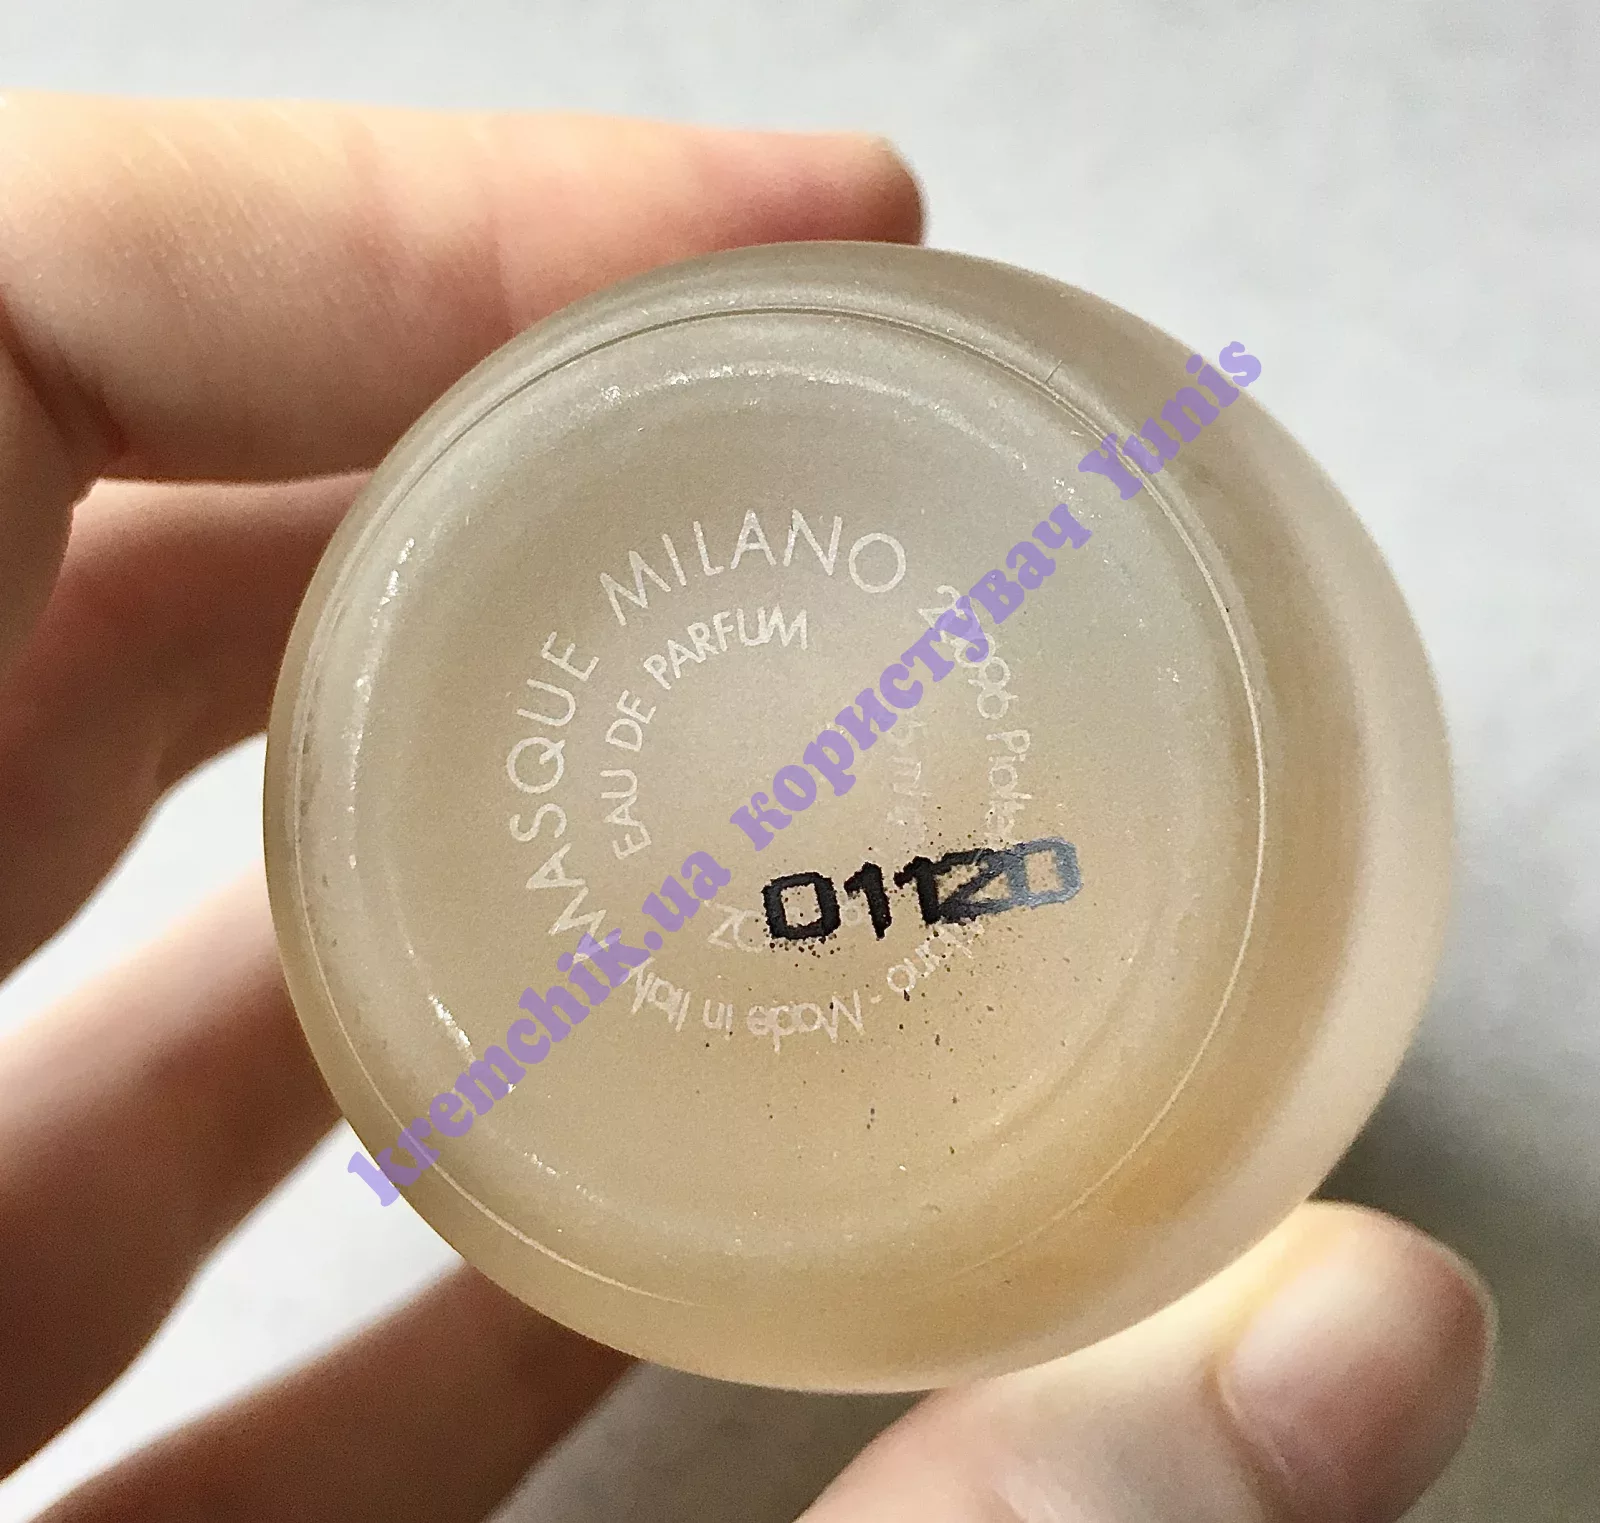 MASQUE MILANO
EAU DE PARFUM
Made in Italy
01120
kremchik.ua користувач Yunis